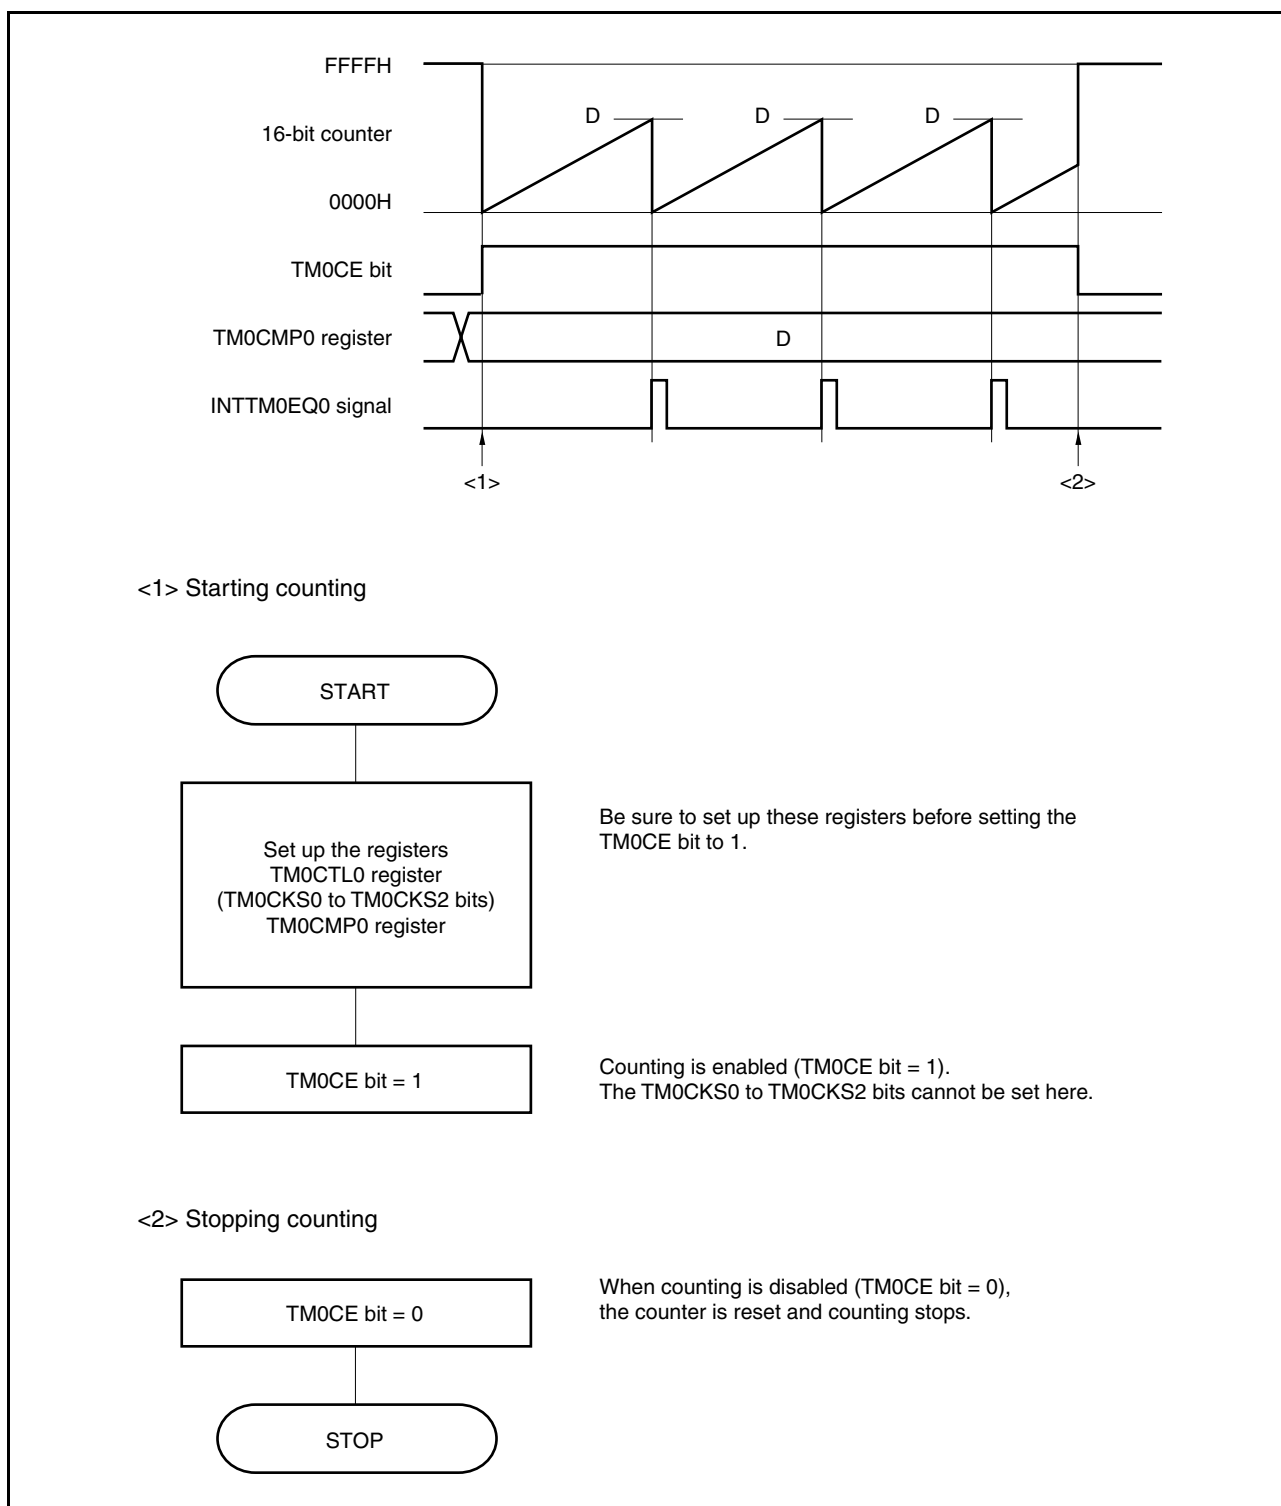 FFFFH
D D D
16-bit counter
0000H
TM0CE bit
TM0CMP0 register
D
INTTM0EQ0 signal
<1> <2>
<1> Starting counting
START
Set up the registers
TM0CTL0 register
(TM0CKS0 to TM0CKS2 bits)
TM0CMP0 register
Be sure to set up these registers before setting the
TM0CE bit to 1.
TM0CE bit = 1
Counting is enabled (TM0CE bit = 1).
The TM0CKS0 to TM0CKS2 bits cannot be set here.
<2> Stopping counting
TM0CE bit = 0
When counting is disabled (TM0CE bit = 0),
the counter is reset and counting stops.
STOP